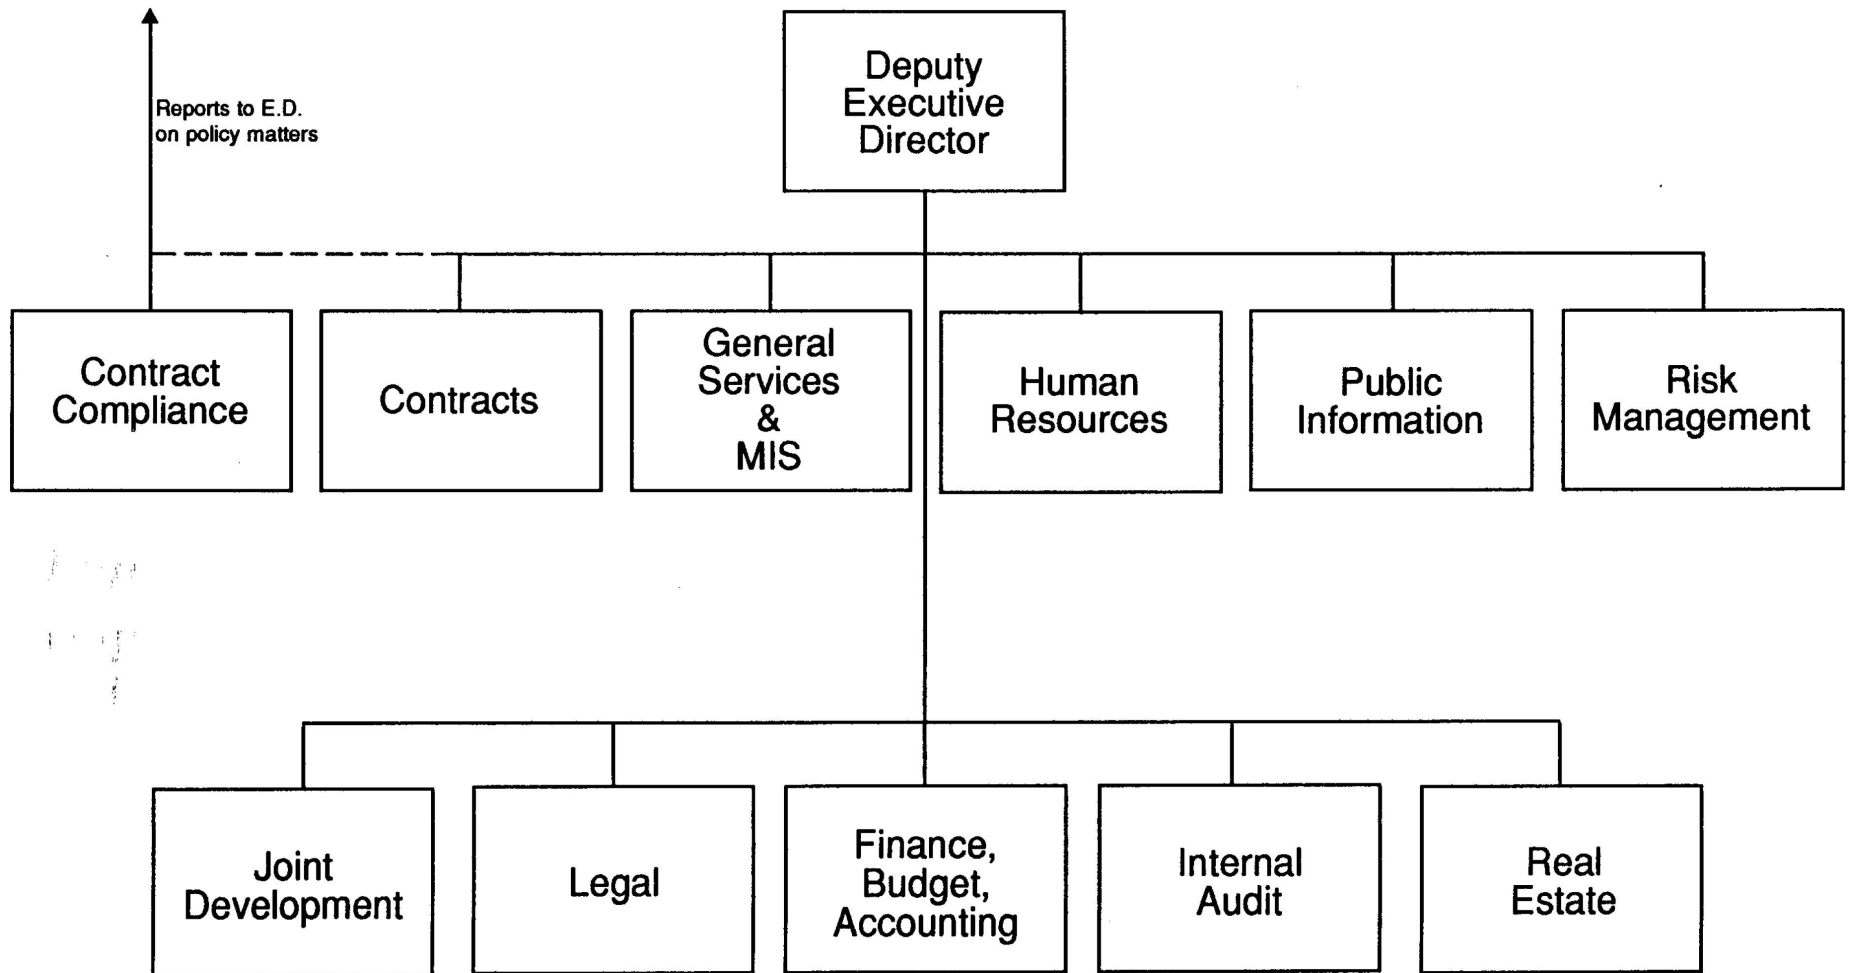 Reports to E.D.
on policy matters
Deputy
Executive
Director
Contract
Compliance
Contracts
General
Services
&
MIS
Human
Resources
Public
Information
Risk
Management
Joint
Development
Legal
Finance,
Budget,
Accounting
Internal
Audit
Real
Estate